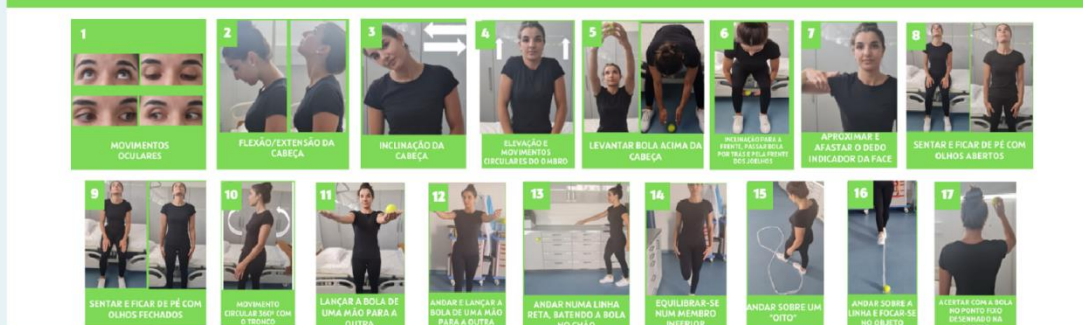 1
MOVIMENTOS
OCULARES
2
FLEXÃO/EXTENSÃO DA
CABEÇA
3
INCLINAÇÃO DA
CABEÇA
4
ELEVAÇÃO E
MOVIMENTOS
CIRCULARES DO OMBRO
5
LEVANTAR BOLA ACIMA DA
CABEÇA
6
INCLINAÇÃO PARA A
FRENTE, PASSAR BOLA
POR TRÁS E PELA FRENTE
DOS JOELHOS
7
APROXIMAR E
AFASTAR O DEDO
INDICADOR DA FACE
8
SENTAR E FICAR DE PÉ COM
OLHOS ABERTOS
9
SENTAR E FICAR DE PÉ COM
OLHOS FECHADOS
10
MOVIMENTO
CIRCULAR 360º COM
O TRONCO
11
LANÇAR A BOLA DE
UMA MÃO PARA A
OUTRA
12
ANDAR E LANÇAR A
BOLA DE UMA MÃO
PARA A OUTRA
13
ANDAR NUMA LINHA
RETA, BATENDO A BOLA
NO CHÃO
14
EQUILIBRAR-SE
NUM MEMBRO
INFERIOR
15
ANDAR SOBRE UM
"OITO"
16
ANDAR SOBRE A
LINHA E FOCAR-SE
NO OBJETO
17
ACERTAR COM A BOLA
NO PONTO FIXO
DESENHADO NA